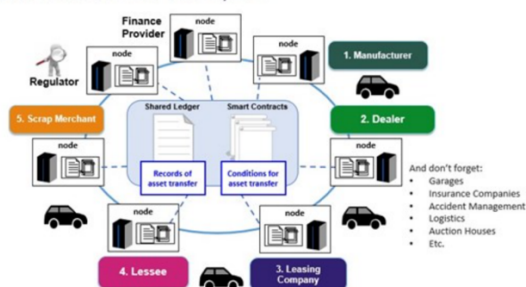 Finance
Provider
node
node
node
1. Manufacturer
Regulator
5. Scrap Merchant
Shared Ledger
Smart Contracts
2. Dealer
node
node
Records of
asset transfer
Conditions for
asset transfer
And don't forget:
• Garages
• Insurance Companies
• Accident Management
• Logistics
• Auction Houses
• Etc.
node
node
4. Lessee
3. Leasing
Company